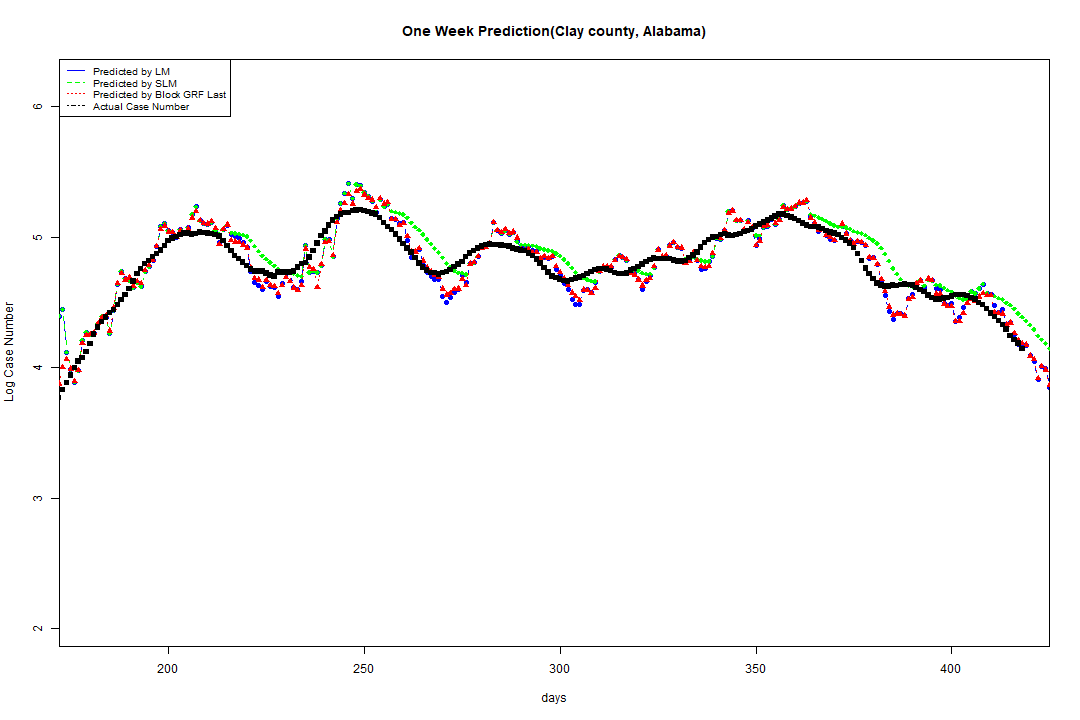 One Week Prediction(Clay county, Alabama)
Predicted by LM
Predicted by SLM
Predicted by Block GRF Last
Actual Case Number
6
5
4
3
2
Log Case Number
200 250 300 350 400
days